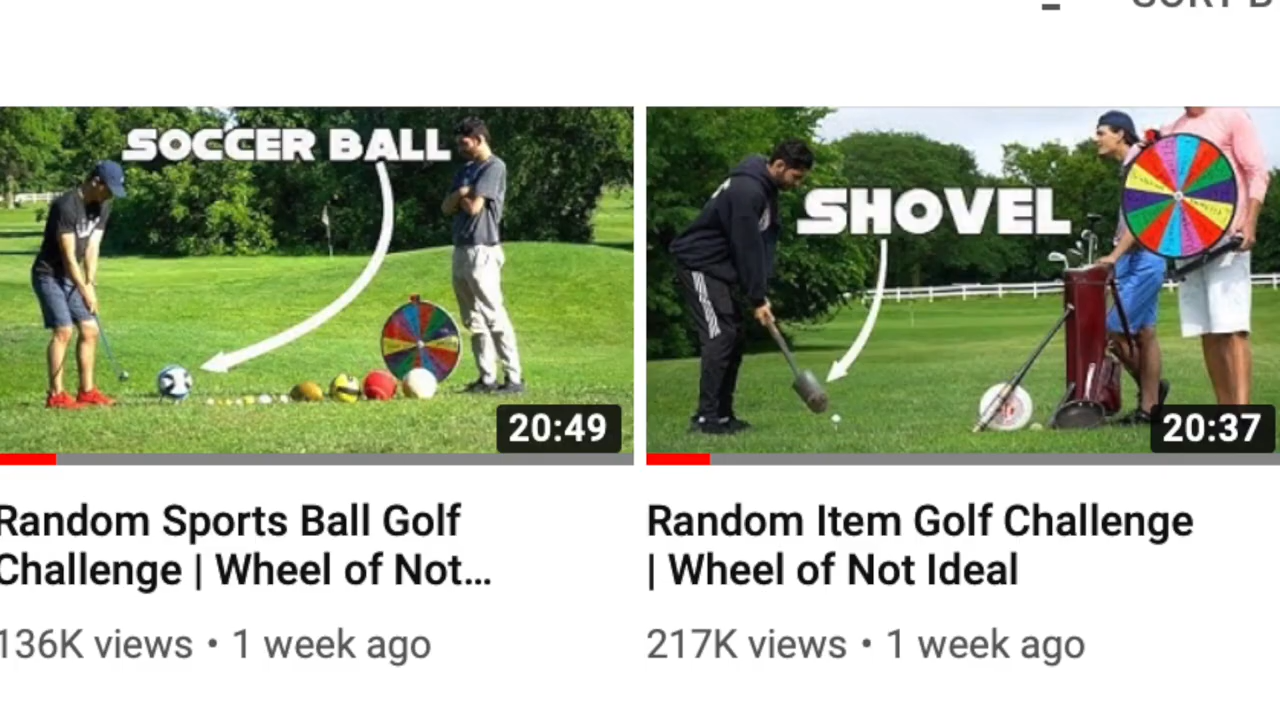 SOCCER BALL
20:49
Random Sports Ball Golf
Challenge | Wheel of Not...
136K views • 1 week ago
SHOVEL
20:37
Random Item Golf Challenge
| Wheel of Not Ideal
217K views • 1 week ago